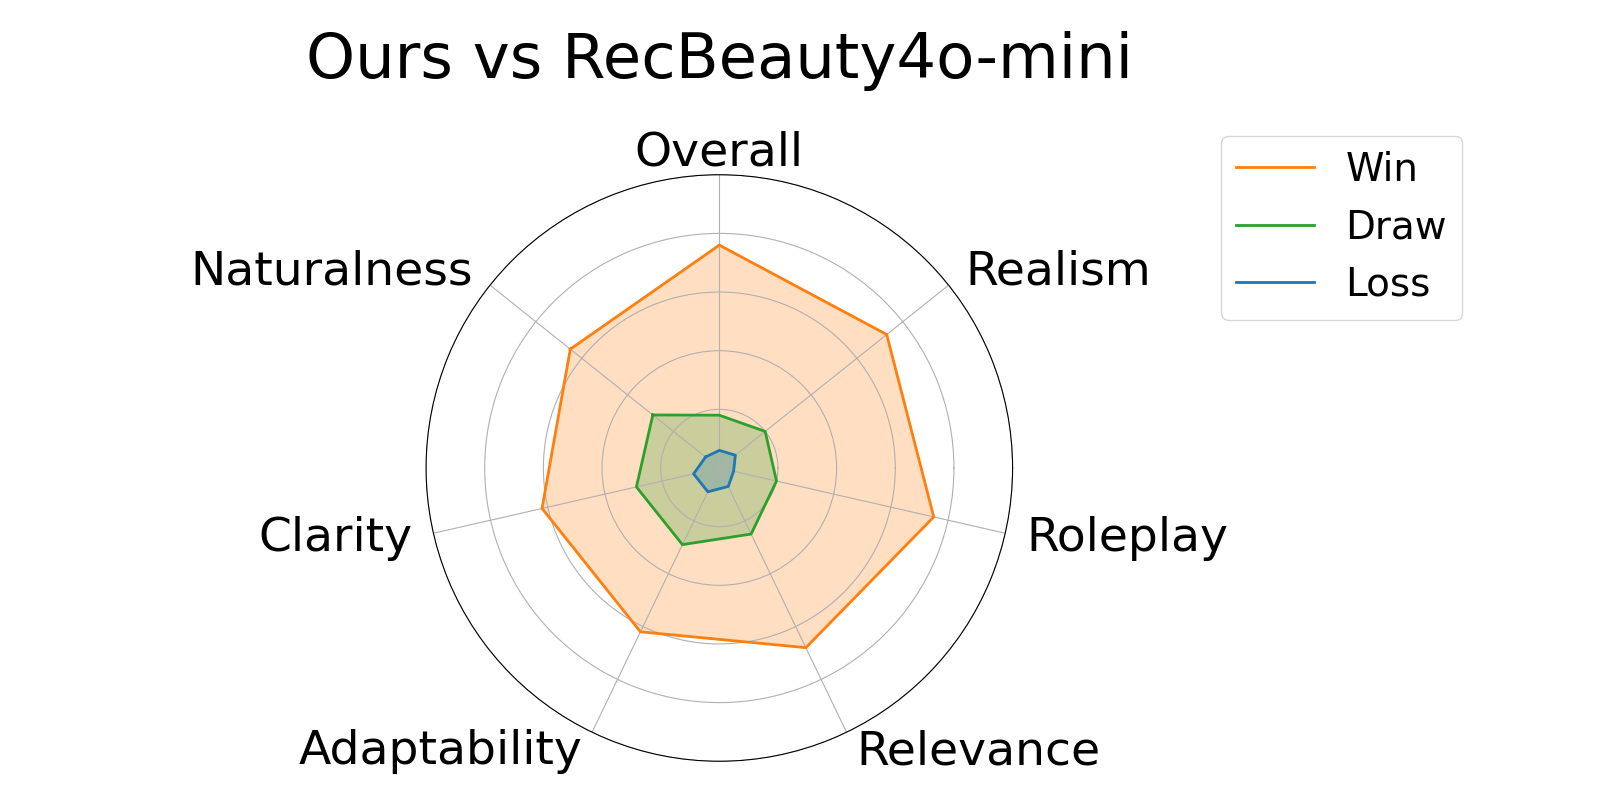 Ours vs RecBeauty4o-mini
Overall
Naturalness
Realism
Clarity
Roleplay
Adaptability
Relevance
Win
Draw
Loss